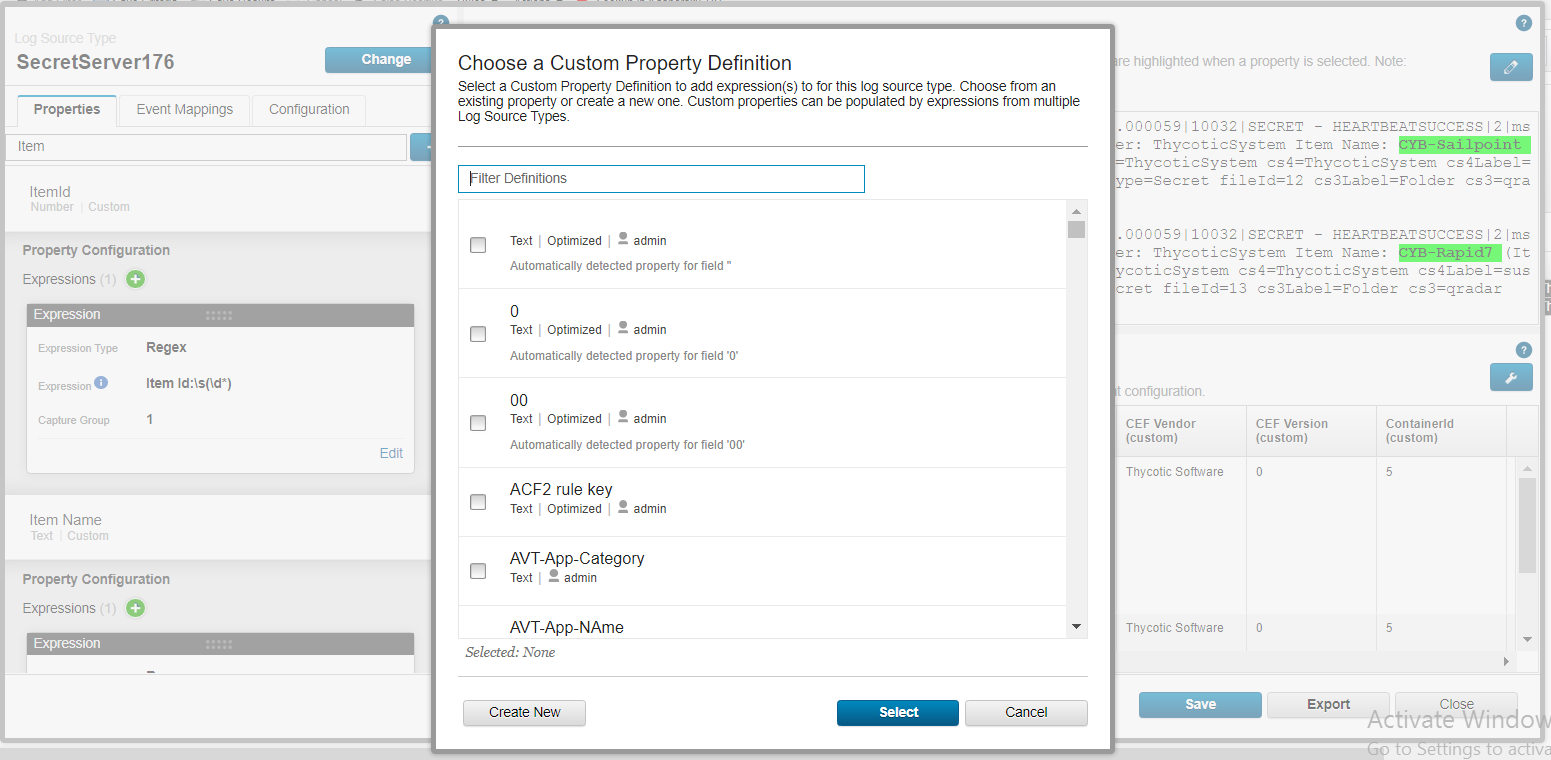 Log Source Type
SecretServer176
Change
Properties
Event Mappings
Configuration
Item
ItemId
Number | Custom
Property Configuration
Expressions (1)
Expression
Expression Type Regex
Expression Item Id:\s(\d*)
Capture Group 1
Edit
Item Name
Text | Custom
Property Configuration
Expressions (1)
Expression
Choose a Custom Property Definition
Select a Custom Property Definition to add expression(s) to for this log source type. Choose from an
existing property or create a new one. Custom properties can be populated by expressions from multiple
Log Source Types.
Filter Definitions
Text | Optimized | admin
Automatically detected property for field ''
0
Text | Optimized | admin
Automatically detected property for field '0'
00
Text | Optimized | admin
Automatically detected property for field '00'
ACF2 rule key
Text | Optimized | admin
AVT-App-Category
Text | admin
AVT-App-NAme
Selected: None
Create New
Select
Cancel
are highlighted when a property is selected. Note:
.000059|10032|SECRET - HEARTBEATSUCCESS|2|ms
er: ThycoticSystem Item Name: CYB-Sailpoint
=ThycoticSystem cs4=ThycoticSystem cs4Label=
ype=Secret fileId=12 cs3Label=Folder cs3=qra
.000059|10032|SECRET - HEARTBEATSUCCESS|2|ms
er: ThycoticSystem Item Name: CYB-Rapid7 (It
ycoticSystem cs4=ThycoticSystem cs4Label=sus
cret fileId=13 cs3Label=Folder cs3=qradar
t configuration.
CEF Vendor (custom)
CEF Version (custom)
ContainerId (custom)
Thycotic Software 0 5
Thycotic Software 0 5
Save
Export
Close
Activate Window
Go to Settings to activa